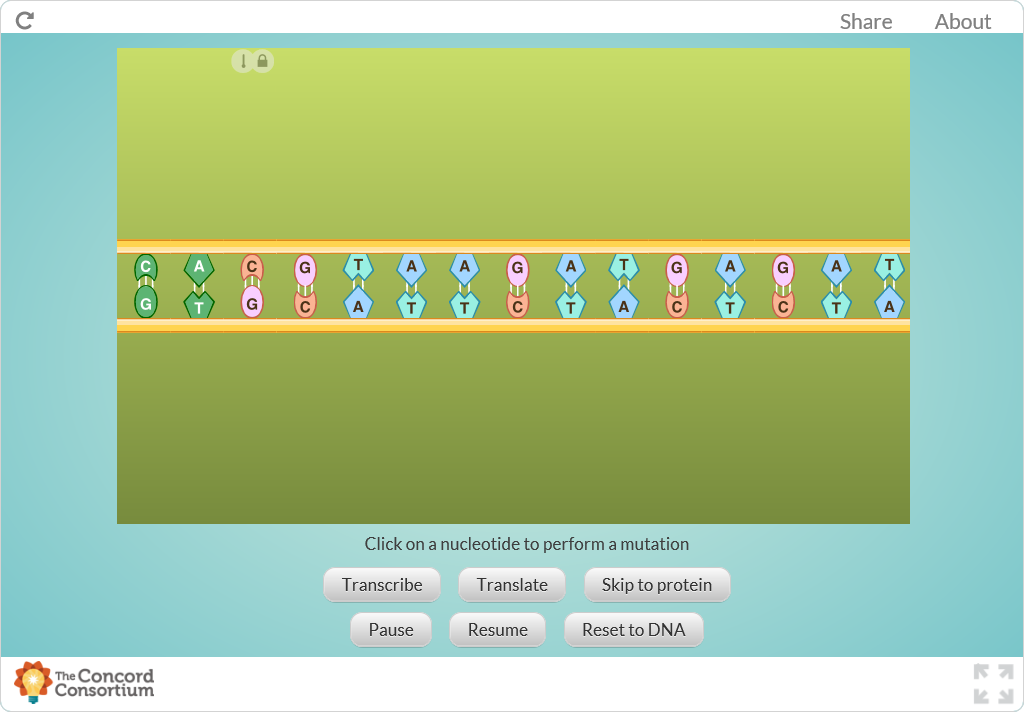 Share About
C A C G T A A G A T G A G A T
G T G C A T T C T A C T C T A
Click on a nucleotide to perform a mutation
Transcribe Translate Skip to protein
Pause Resume Reset to DNA
The Concord
Consortium